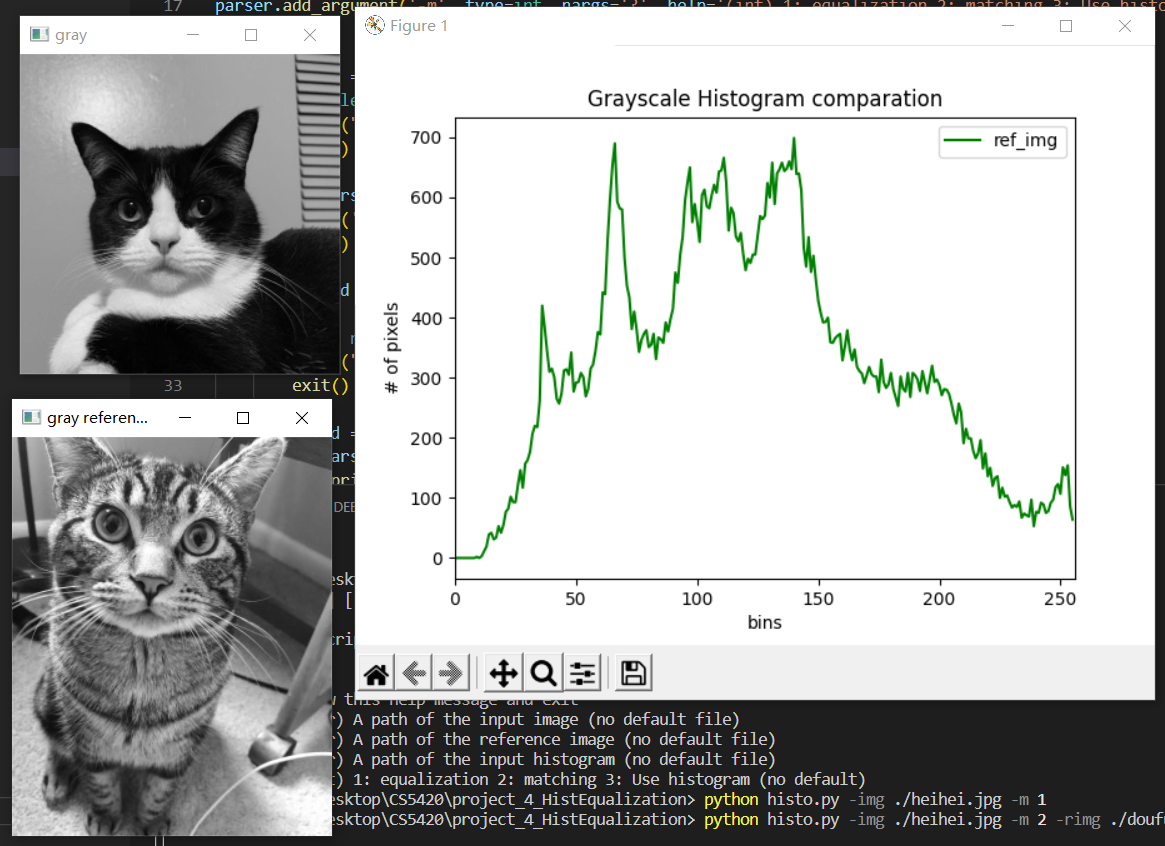 17 parser.add_argument('-m', type=int, nargs='?', help='(int) 1: equalization 2: matching 3: Use histo
gray
Figure 1
Grayscale Histogram comparation
ref_img
700
600
500
400
300
200
100
0
# of pixels
0 50 100 150 200 250
bins
33 exit()
gray referen...
this help message and exit
) A path of the input image (no default file)
) A path of the reference image (no default file)
) A path of the input histogram (no default file)
) 1: equalization 2: matching 3: Use histogram (no default)
esktop\CS5420\project_4_HistEqualization> python histo.py -img ./heihei.jpg -m 1
esktop\CS5420\project_4_HistEqualization> python histo.py -img ./heihei.jpg -m 2 -rimg ./douf